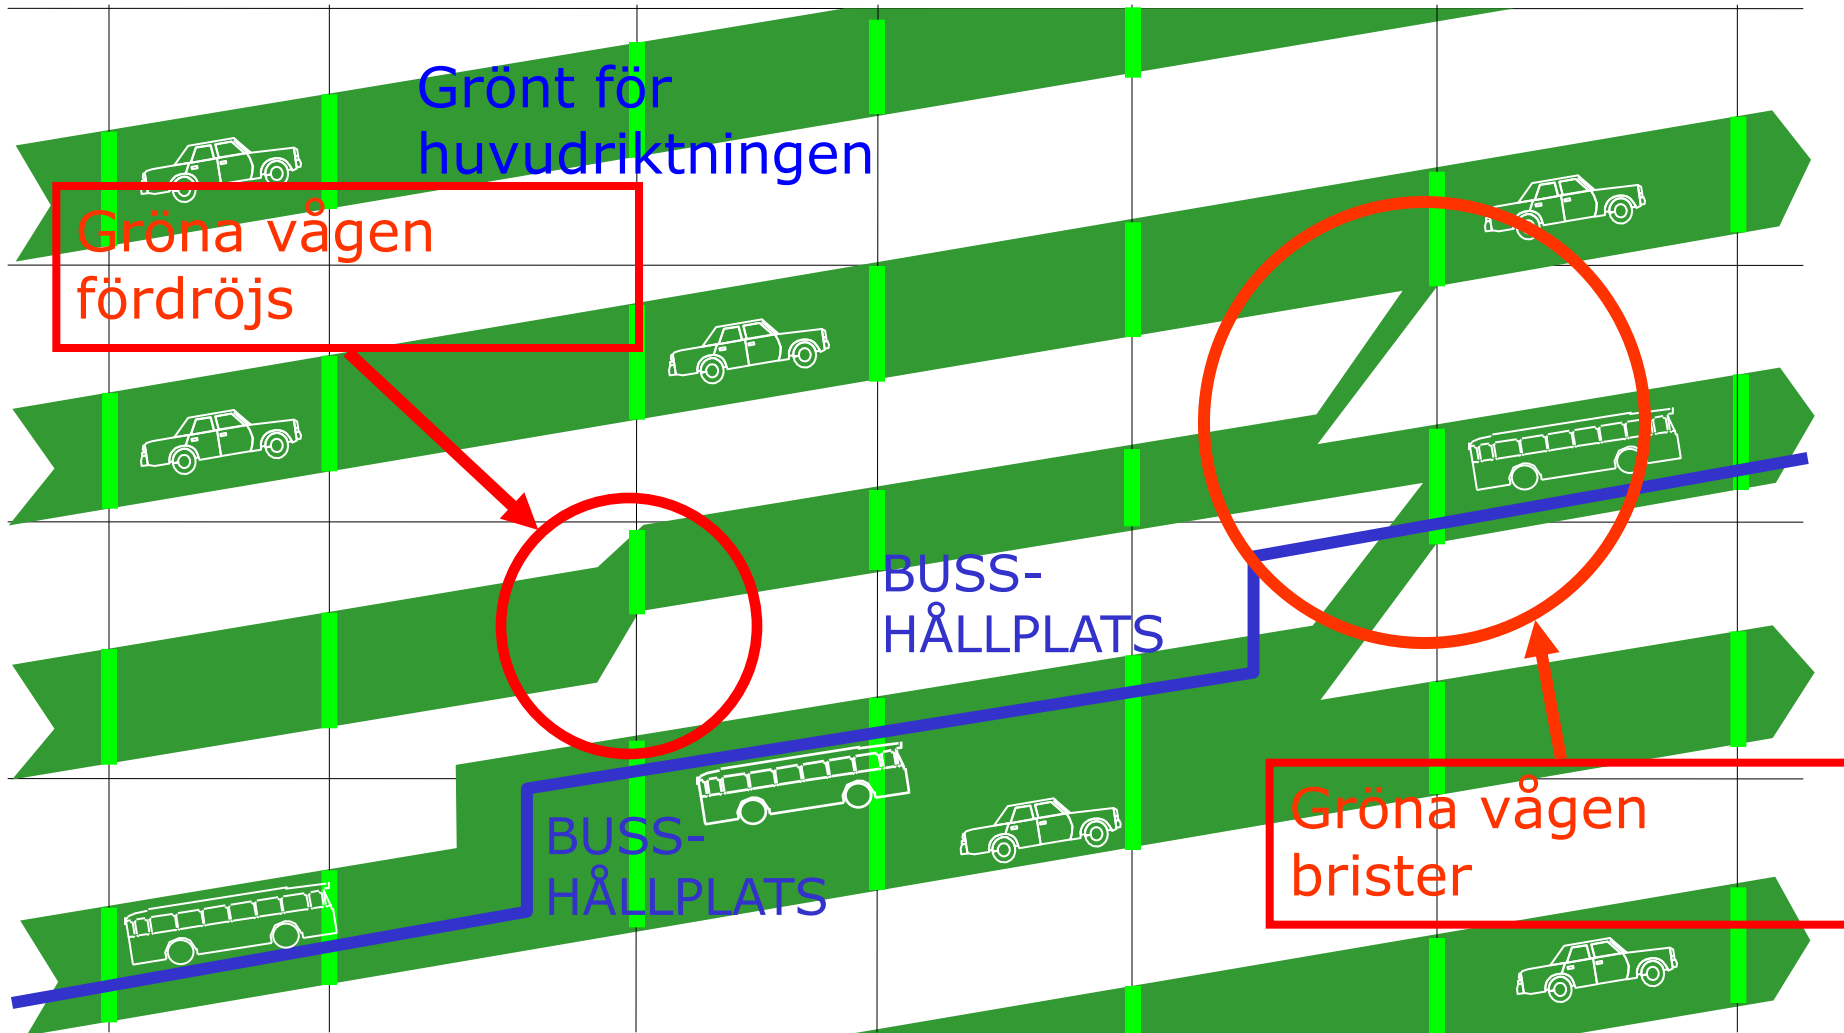 Grönt för
huvudriktningen
Gröna vågen
fördröjs
BUSS-
HÅLLPLATS
BUSS-
HÅLLPLATS
Gröna vågen
brister